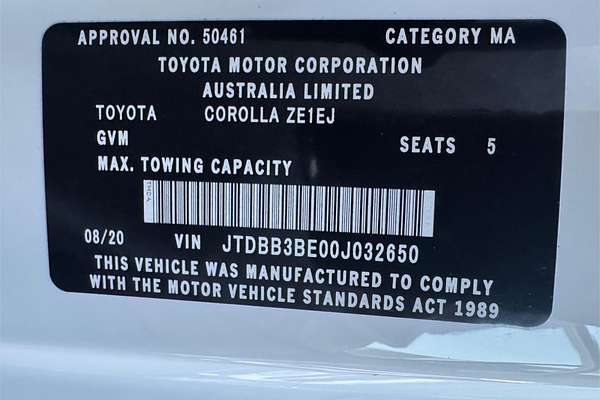 APPROVAL NO. 50461 CATEGORY MA
TOYOTA MOTOR CORPORATION
AUSTRALIA LIMITED
TOYOTA COROLLA ZE1EJ
GVM SEATS 5
MAX. TOWING CAPACITY
TMCA
08/20 VIN JTDBB3BE00J032650
THIS VEHICLE WAS MANUFACTURED TO COMPLY
WITH THE MOTOR VEHICLE STANDARDS ACT 1989